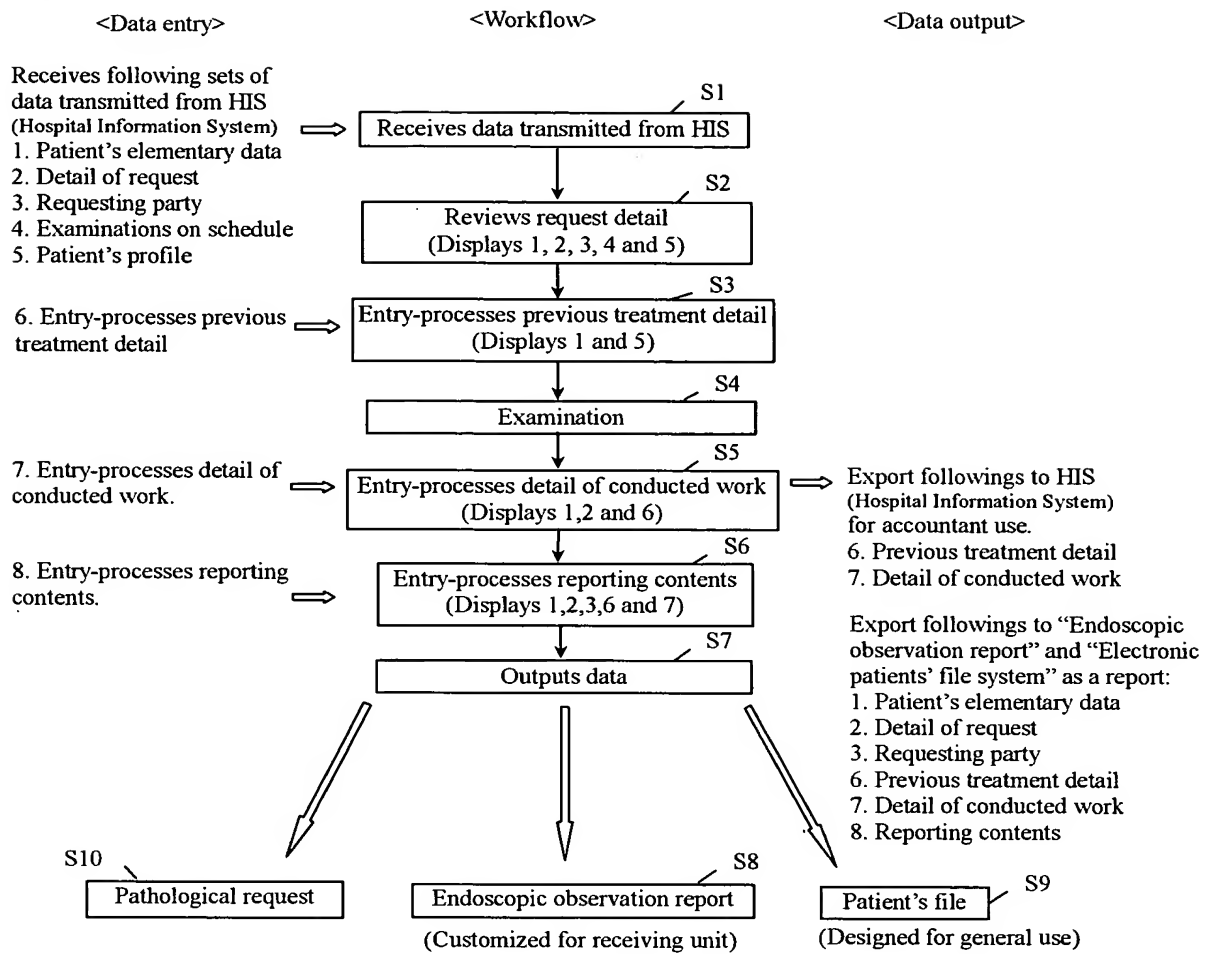 <Data entry>
<Workflow>
<Data output>
Receives following sets of
data transmitted from HIS
(Hospital Information System)
1. Patient's elementary data
2. Detail of request
3. Requesting party
4. Examinations on schedule
5. Patient's profile
S1
Receives data transmitted from HIS
S2
Reviews request detail
(Displays 1, 2, 3, 4 and 5)
S3
6. Entry-processes previous
treatment detail
Entry-processes previous treatment detail
(Displays 1 and 5)
S4
Examination
S5
7. Entry-processes detail of
conducted work.
Entry-processes detail of conducted work
(Displays 1,2 and 6)
Export followings to HIS
(Hospital Information System)
for accountant use.
6. Previous treatment detail
7. Detail of conducted work
S6
8. Entry-processes reporting
contents.
Entry-processes reporting contents
(Displays 1,2,3,6 and 7)
S7
Outputs data
Export followings to “Endoscopic
observation report” and “Electronic
patients’ file system” as a report:
1. Patient's elementary data
2. Detail of request
3. Requesting party
6. Previous treatment detail
7. Detail of conducted work
8. Reporting contents
S10
Pathological request
S8
Endoscopic observation report
(Customized for receiving unit)
S9
Patient's file
(Designed for general use)